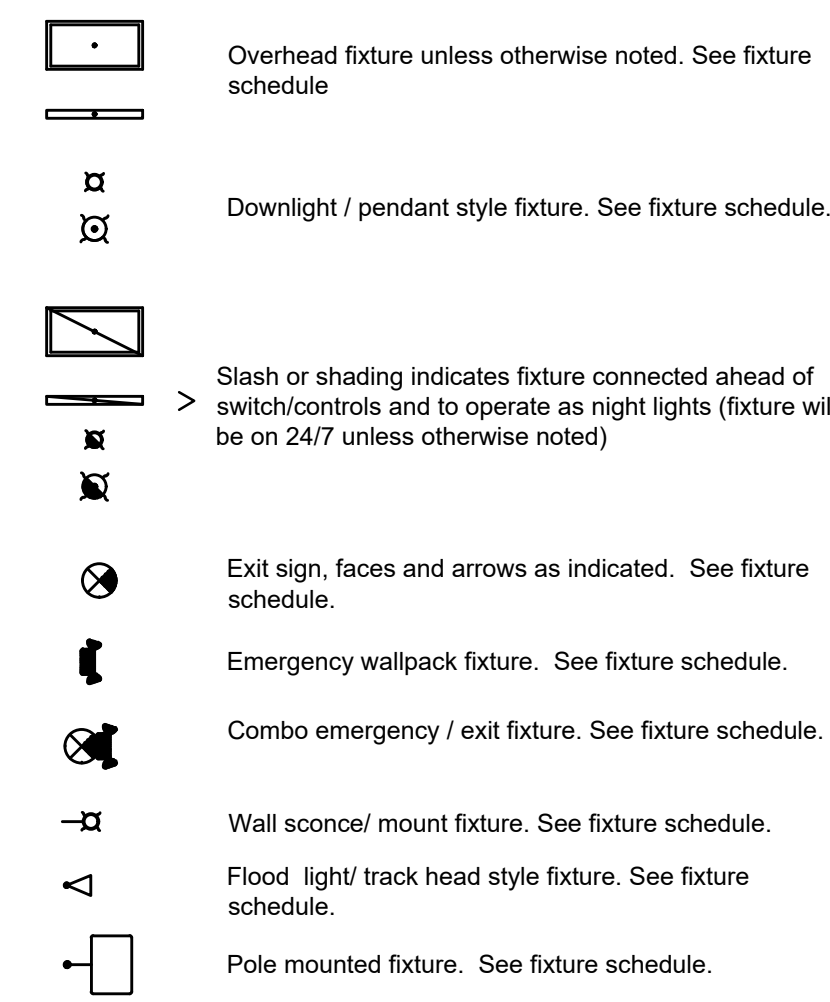 Overhead fixture unless otherwise noted. See fixture
schedule
Downlight / pendant style fixture. See fixture schedule.
Slash or shading indicates fixture connected ahead of
> switch/controls and to operate as night lights (fixture wil
be on 24/7 unless otherwise noted)
Exit sign, faces and arrows as indicated. See fixture
schedule.
Emergency wallpack fixture. See fixture schedule.
Combo emergency / exit fixture. See fixture schedule.
Wall sconce/ mount fixture. See fixture schedule.
Flood light/ track head style fixture. See fixture
schedule.
Pole mounted fixture. See fixture schedule.